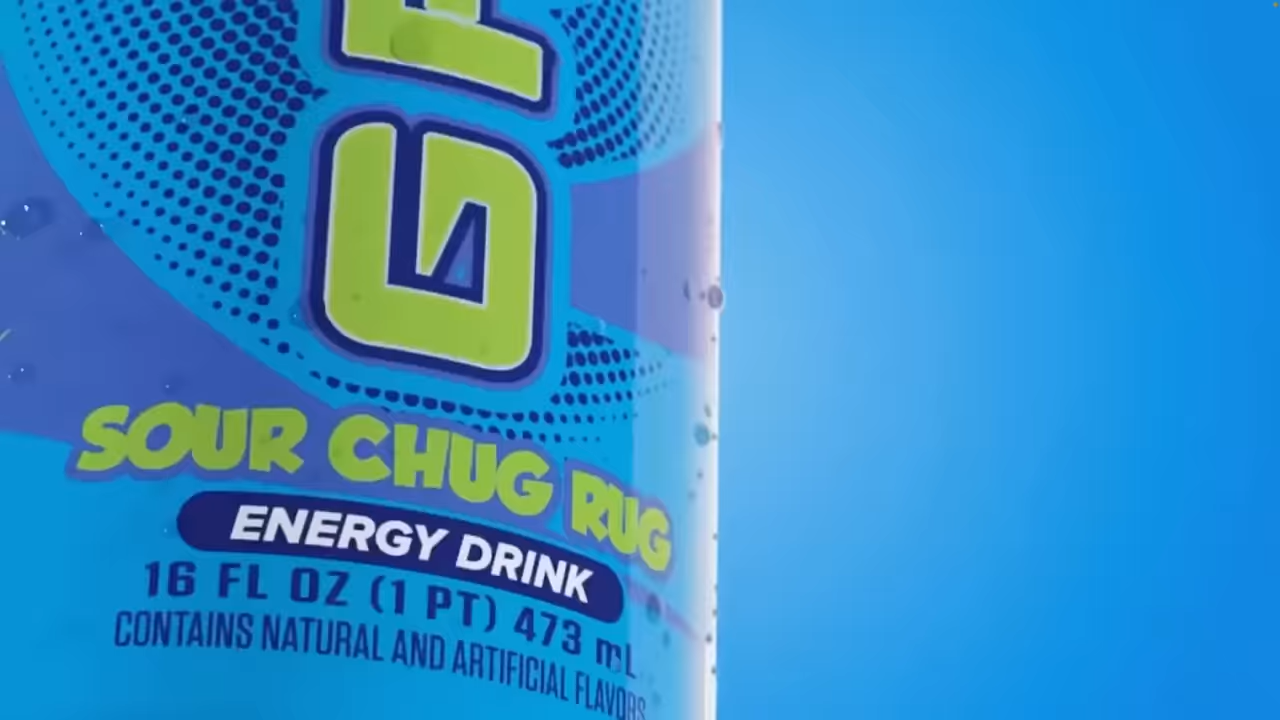 G
SOUR CHUG RUG
ENERGY DRINK
16 FL OZ (1 PT) 473 mL
CONTAINS NATURAL AND ARTIFICIAL FLAVORS